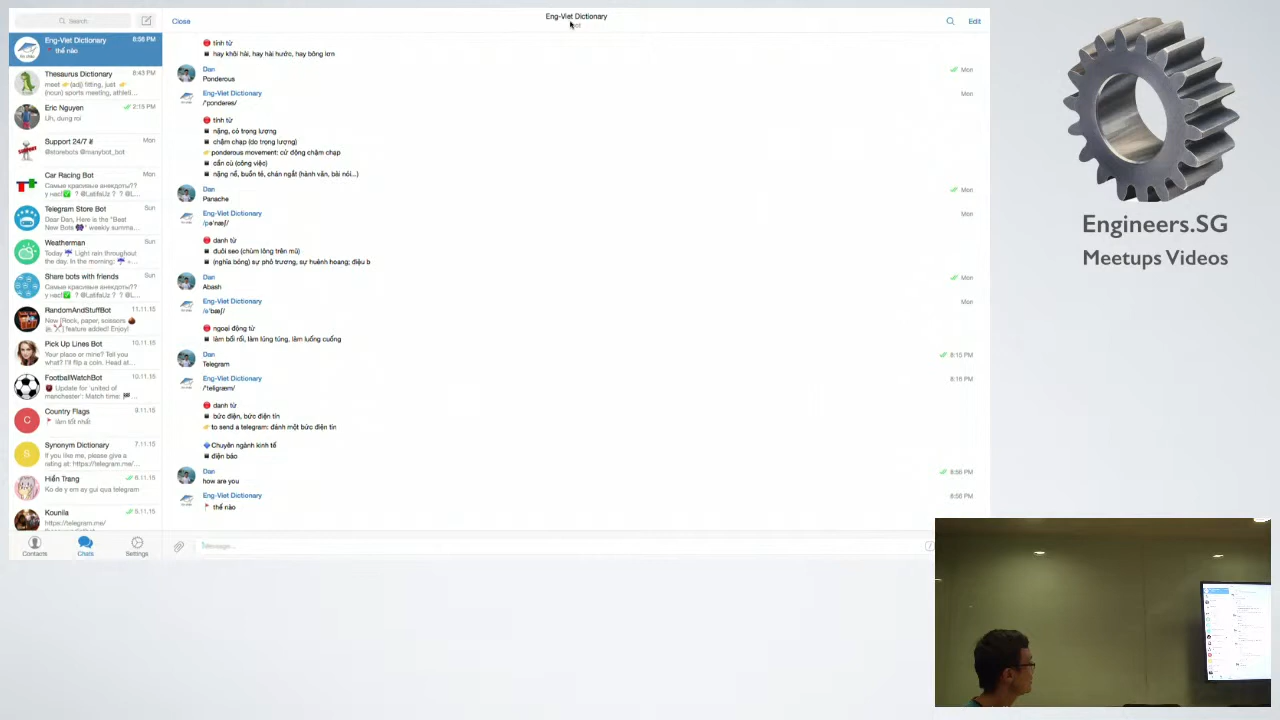 Search
Close
Eng-Viet Dictionary
bot
Edit
Eng-Viet Dictionary 8:56 PM
🚩 thế nào
Thesaurus Dictionary 8:43 PM
meet 👉(adj) fitting, just 👉
(noun) sports meeting, athleti...
Eric Nguyen 2:15 PM
Uh, dung mi
Support 24/7 Mon
@storebots @manybot_bot
Car Racing Bot Mon
Самые красивые анекдоты??
у нас!✅ ? @LatifaUz ? ? @L...
Telegram Store Bot Sun
Dear Dan, Here is the "Best
New Bots" weekly summa...
Weatherman Sun
Today ☔ Light rain throughout
the day. In the morning: ☔ +...
Share bots with friends Sun
Самые красивые анекдоты??
у нас!✅ ? @LatifaUz ? ? @L...
RandomAndStuffBot 11.11.15
New [Rock, paper, scissors
] feature added! Enjoy!
Pick Up Lines Bot 10.11.15
Your place or mine? Tell you
what? I'll flip a coin. Head at...
FootballWatchBot 10.11.15
Update for 'united of
manchester': Match time: 🏁...
Country Flags 9.11.15
🚩 làm tốt nhất
Synonym Dictionary 7.11.15
If you like me, please give a
rating at: https://telegram.me/...
Hiền Trang 6.11.15
Ko de y em ay gui qua telegram
Kounila 5.11.15
https://telegram.me/
Contacts
Chats
Settings
tính từ
hay khôi hài, hay hài hước, hay bông lơn
Dan Mon
Ponderous
Eng-Viet Dictionary Mon
/'pɔndərəs/
tính từ
nặng, có trọng lượng
chậm chạp (do trọng lượng)
👉 ponderous movement: cử động chậm chạp
cần cù (công việc)
nặng nề, buồn tẻ, chán ngắt (hành văn, bài nói...)
Dan Mon
Panache
Eng-Viet Dictionary Mon
/pə'næʃ/
danh từ
đuôi seo (chùm lông trên mũ)
(nghĩa bóng) sự phô trương, sự huênh hoang; điệu b
Dan Mon
Abash
Eng-Viet Dictionary Mon
/ə'bæʃ/
ngoại động từ
làm bối rối, làm lúng túng, làm luống cuống
Dan 8:15 PM
Telegram
Eng-Viet Dictionary 8:16 PM
/'teligræm/
danh từ
bức điện, bức điện tín
👉 to send a telegram: đánh một bức điện tín
Chuyên ngành kinh tế
điện báo
Dan 8:56 PM
how are you
Eng-Viet Dictionary 8:56 PM
🚩 thế nào
Message...
Engineers.SG
Meetups Videos